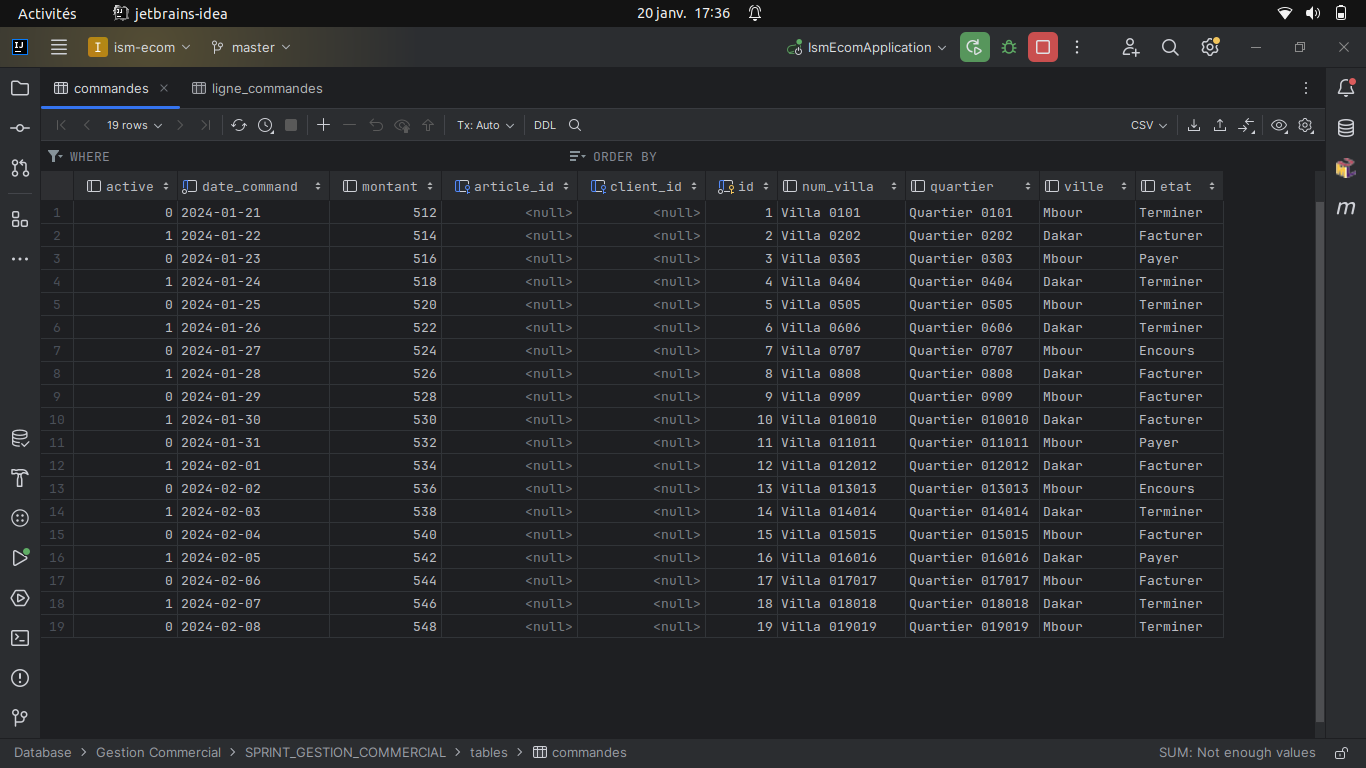 Activités jetbrains-idea 20 janv. 17:36
ism-ecom master IsmEcomApplication
commandes ligne_commandes
19 rows Tx: Auto DDL CSV
WHERE ORDER BY
active date_command montant article_id client_id id num_villa quartier ville etat
1 0 2024-01-21 512 <null> <null> 1 Villa 0101 Quartier 0101 Mbour Terminer
2 1 2024-01-22 514 <null> <null> 2 Villa 0202 Quartier 0202 Dakar Facturer
3 0 2024-01-23 516 <null> <null> 3 Villa 0303 Quartier 0303 Mbour Payer
4 1 2024-01-24 518 <null> <null> 4 Villa 0404 Quartier 0404 Dakar Terminer
5 0 2024-01-25 520 <null> <null> 5 Villa 0505 Quartier 0505 Mbour Terminer
6 1 2024-01-26 522 <null> <null> 6 Villa 0606 Quartier 0606 Dakar Terminer
7 0 2024-01-27 524 <null> <null> 7 Villa 0707 Quartier 0707 Mbour Encours
8 1 2024-01-28 526 <null> <null> 8 Villa 0808 Quartier 0808 Dakar Facturer
9 0 2024-01-29 528 <null> <null> 9 Villa 0909 Quartier 0909 Mbour Facturer
10 1 2024-01-30 530 <null> <null> 10 Villa 010010 Quartier 010010 Dakar Facturer
11 0 2024-01-31 532 <null> <null> 11 Villa 011011 Quartier 011011 Mbour Payer
12 1 2024-02-01 534 <null> <null> 12 Villa 012012 Quartier 012012 Dakar Facturer
13 0 2024-02-02 536 <null> <null> 13 Villa 013013 Quartier 013013 Mbour Encours
14 1 2024-02-03 538 <null> <null> 14 Villa 014014 Quartier 014014 Dakar Terminer
15 0 2024-02-04 540 <null> <null> 15 Villa 015015 Quartier 015015 Mbour Facturer
16 1 2024-02-05 542 <null> <null> 16 Villa 016016 Quartier 016016 Dakar Payer
17 0 2024-02-06 544 <null> <null> 17 Villa 017017 Quartier 017017 Mbour Facturer
18 1 2024-02-07 546 <null> <null> 18 Villa 018018 Quartier 018018 Dakar Terminer
19 0 2024-02-08 548 <null> <null> 19 Villa 019019 Quartier 019019 Mbour Terminer
Database > Gestion Commercial > SPRINT_GESTION_COMMERCIAL > tables > commandes SUM: Not enough values